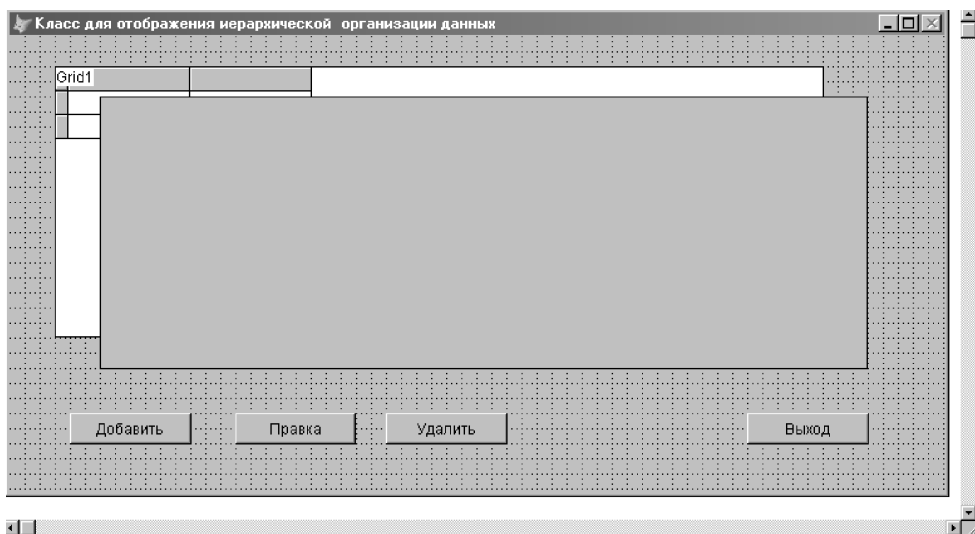 Класс для отображения иерархической  организации данных
Grid1
Добавить
Правка
Удалить
Выход